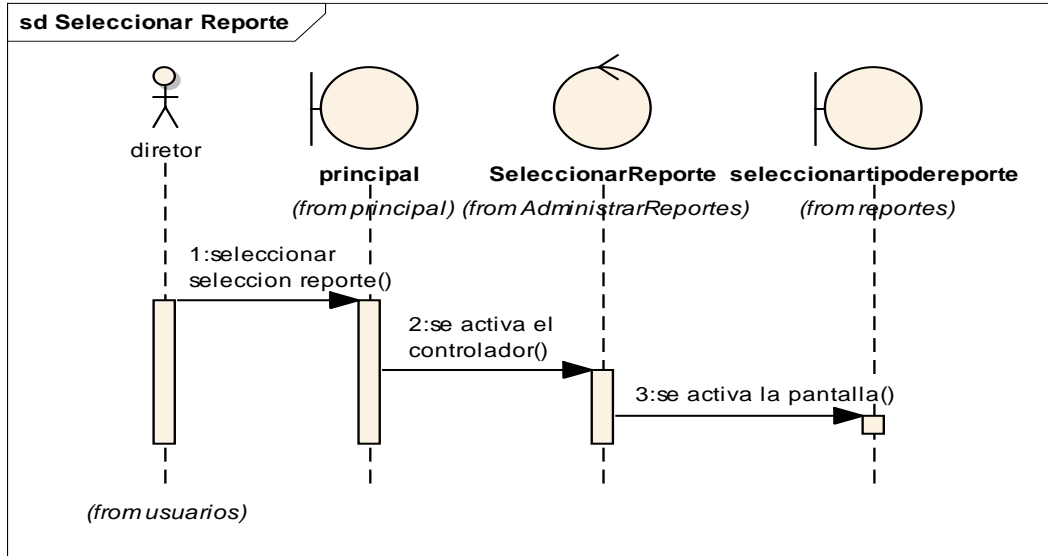 sd Seleccionar Reporte
diretor
principal
SeleccionarReporte
seleccionartipodereporte
(from principal)
(from AdministrarReportes)
(from reportes)
1:seleccionar
seleccion reporte()
2:se activa el
controlador()
3:se activa la pantalla()
(from usuarios)